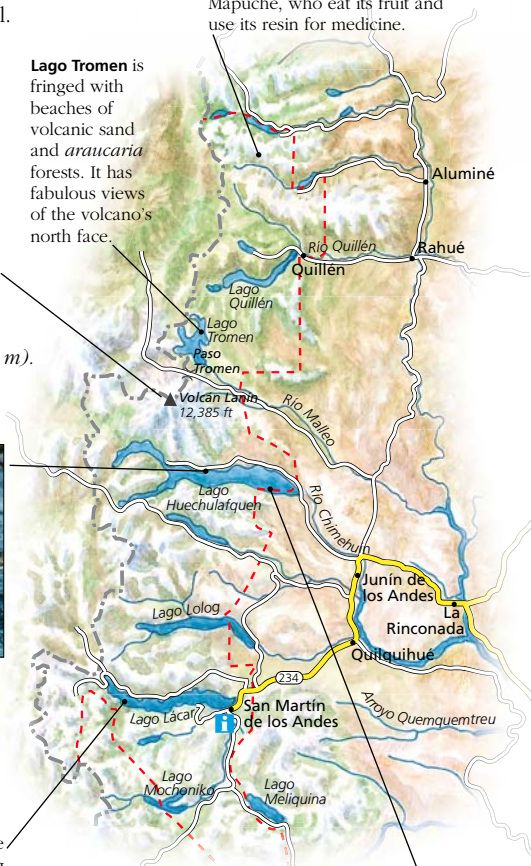 l.
Mapuche, who eat its fruit and
use its resin for medicine.
Lago Tromen is
fringed with
beaches of
volcanic sand
and araucaria
forests. It has
fabulous views
of the volcano's
north face.
Aluminé
Río Quillén
Rahué
Quillén
Lago
Quillén
Lago
Tromen
Paso
Tromen
m).
Volcán Lanín
12,385 ft
Río Malleo
Lago
Huechulafquen
Río Chimehuin
Junín de
los Andes
La
Rinconada
Lago Lolog
Quilquihué
234
San Martín
de los Andes
i
Lago Lácar
Arroyo Quemquemtreu
Lago
Mochoniko
Lago
Meliquina
e